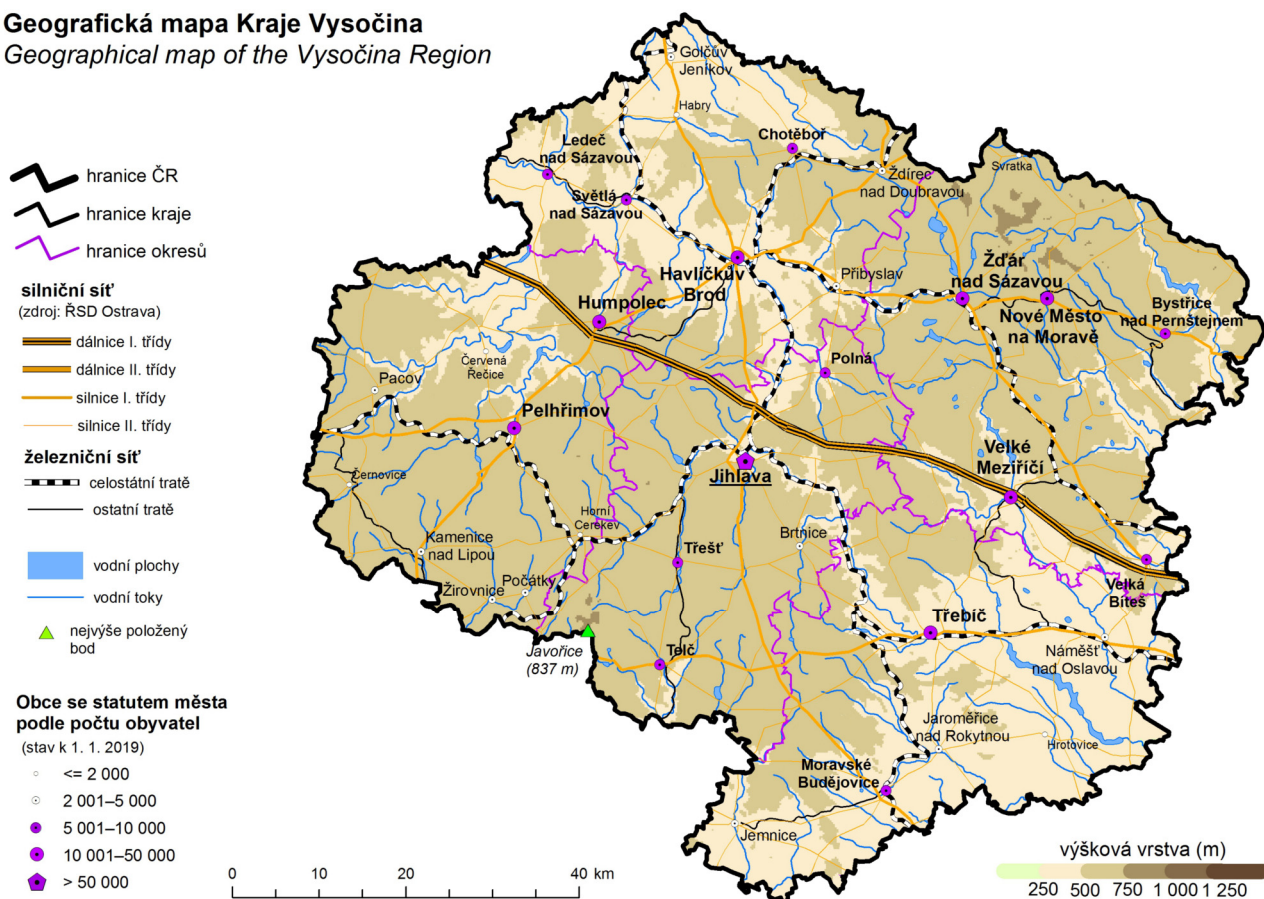 Geografická mapa Kraje Vysočina
Geographical map of the Vysočina Region
hranice ČR
hranice kraje
hranice okresů
silniční síť
(zdroj: ŘSD Ostrava)
dálnice I. třídy
dálnice II. třídy
silnice I. třídy
silnice II. třídy
železniční síť
celostátní tratě
ostatní tratě
vodní plochy
vodní toky
nejvýše položený
bod
Obce se statutem města
podle počtu obyvatel
(stav k 1. 1. 2019)
<= 2 000
2 001–5 000
5 001–10 000
10 001–50 000
> 50 000
Golčův
Jeníkov
Habry
Chotěboř
Ledeč
nad Sázavou
Světlá
nad Sázavou
Ždírec
nad Doubravou
Svratka
Havlíčkův
Brod
Přibyslav
Žďár
nad Sázavou
Nové Město
na Moravě
Bystřice
nad Pernštejnem
Humpolec
Červená
Řečice
Pacov
Polná
Pelhřimov
Jihlava
Velké
Meziříčí
Černovice
Horní
Cerekev
Kamenice
nad Lipou
Třešť
Brtnice
Žirovnice
Počátky
Velká
Bíteš
Třebíč
Javořice
(837 m)
Telč
Náměšť
nad Oslavou
Jaroměřice
nad Rokytnou
Hrotovice
Moravské
Budějovice
Jemnice
0 10 20 40 km
výšková vrstva (m)
250 500 750 1 000 1 250